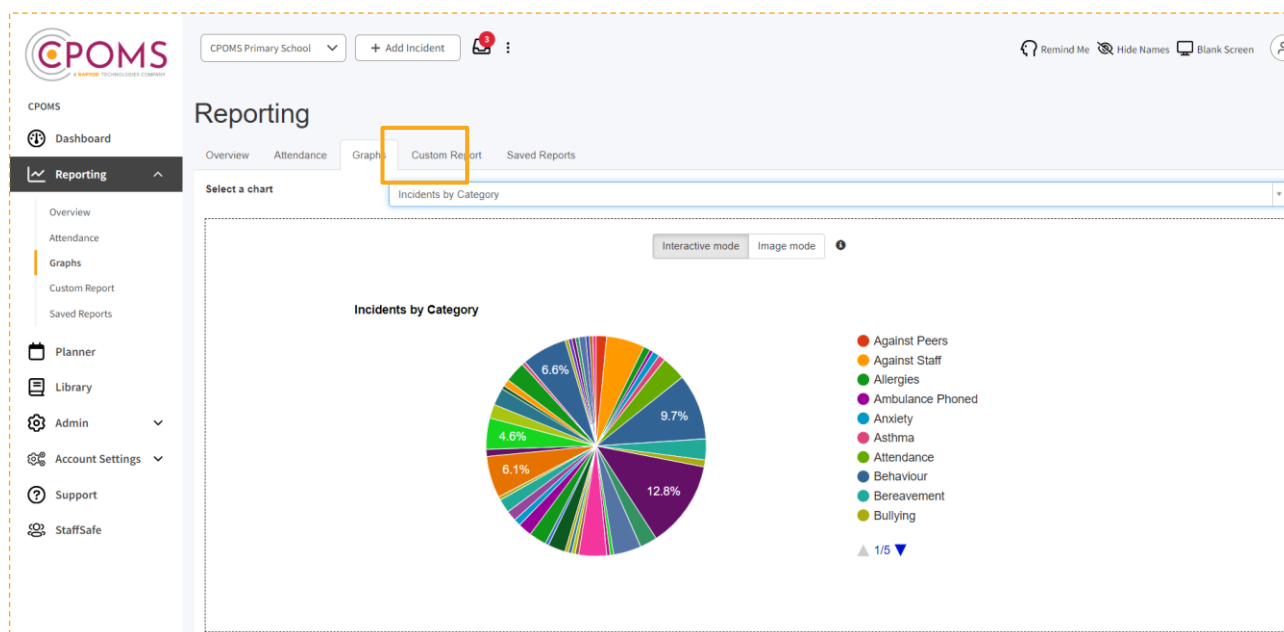 CPOMS
A RAPTOR TECHNOLOGIES COMPANY
CPOMS Primary School
+ Add Incident
3
Remind Me
Hide Names
Blank Screen
CPOMS
Dashboard
Reporting
Overview
Attendance
Graphs
Custom Report
Saved Reports
Planner
Library
Admin
Account Settings
Support
StaffSafe
Reporting
Overview Attendance Graphs Custom Report Saved Reports
Select a chart
Incidents by Category
Interactive mode Image mode
Incidents by Category
6.6%
9.7%
4.6%
6.1%
12.8%
Against Peers
Against Staff
Allergies
Ambulance Phoned
Anxiety
Asthma
Attendance
Behaviour
Bereavement
Bullying
1/5